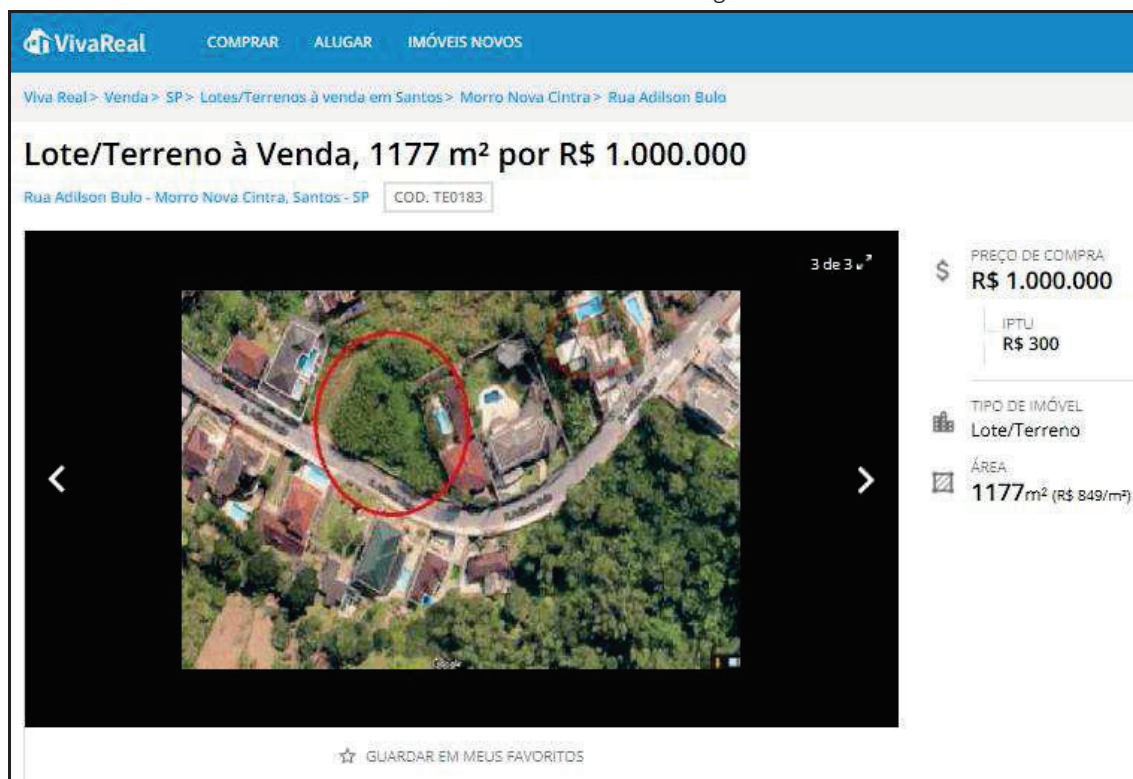 VivaReal COMPRAR ALUGAR IMÓVEIS NOVOS
Viva Real> Venda> SP> Lotes/Terrenos à venda em Santos> Morro Nova Cintra> Rua Adilson Bulo
Lote/Terreno à Venda, 1177 m² por R$ 1.000.000
Rua Adilson Bulo - Morro Nova Cintra, Santos - SP COD. TE0183
3 de 3
PREÇO DE COMPRA
$ R$ 1.000.000
IPTU
R$ 300
TIPO DE IMÓVEL
Lote/Terreno
ÁREA
1177m² (R$ 849/m²)
Google
GUARDAR EM MEUS FAVORITOS